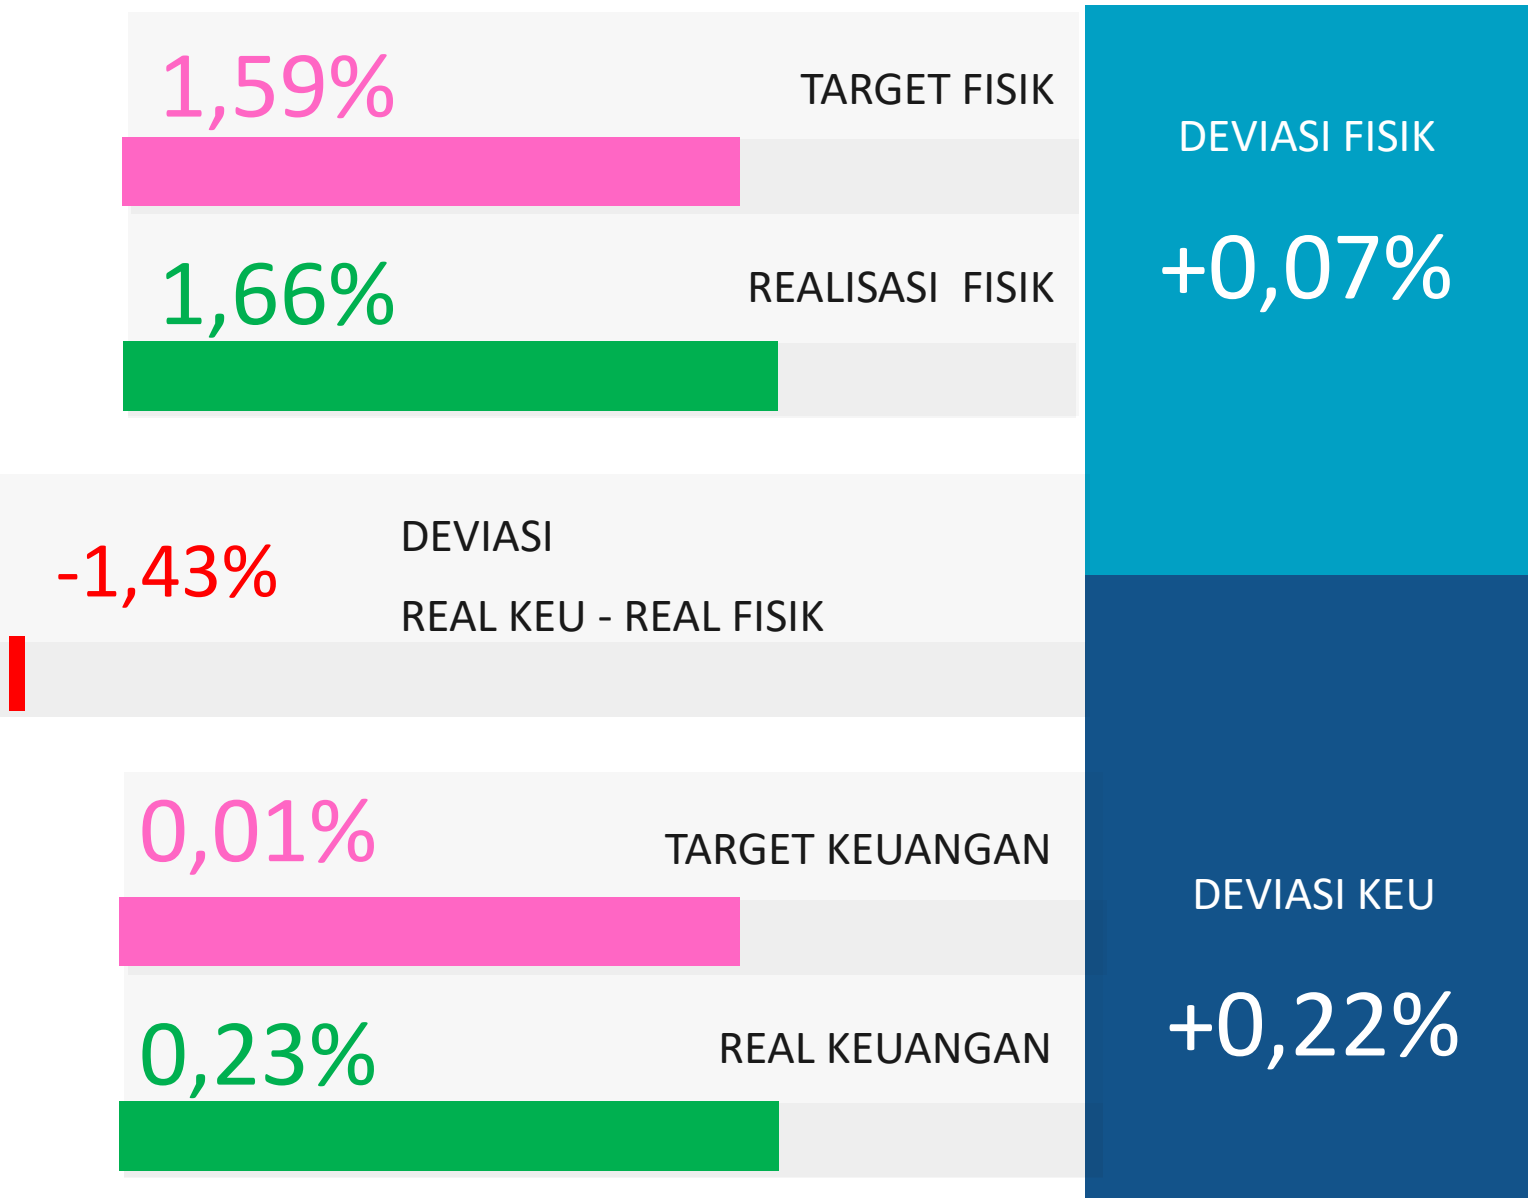 1,59%
TARGET FISIK
1,66%
REALISASI  FISIK
DEVIASI FISIK
+0,07%
-1,43%
DEVIASI
REAL KEU - REAL FISIK
0,01%
TARGET KEUANGAN
0,23%
REAL KEUANGAN
DEVIASI KEU
+0,22%